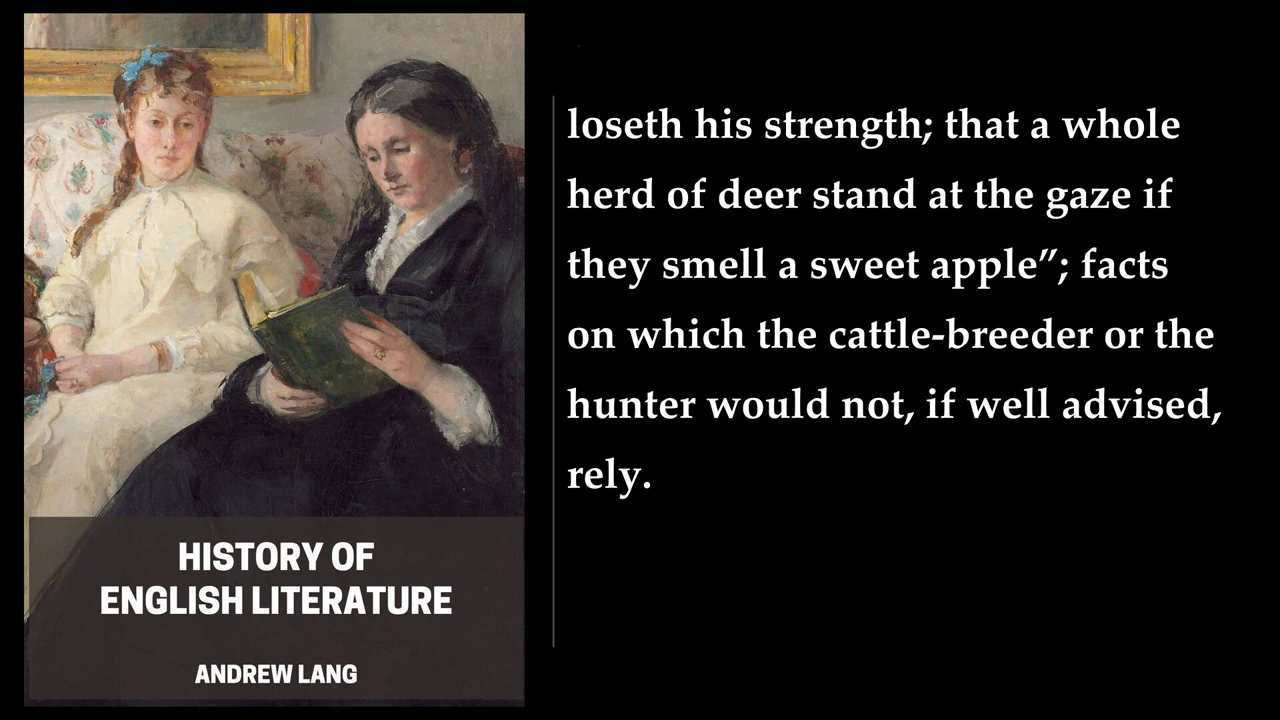 loseth his strength; that a whole
herd of deer stand at the gaze if
they smell a sweet apple”; facts
on which the cattle-breeder or the
hunter would not, if well advised,
rely.
HISTORY OF
ENGLISH LITERATURE
ANDREW LANG